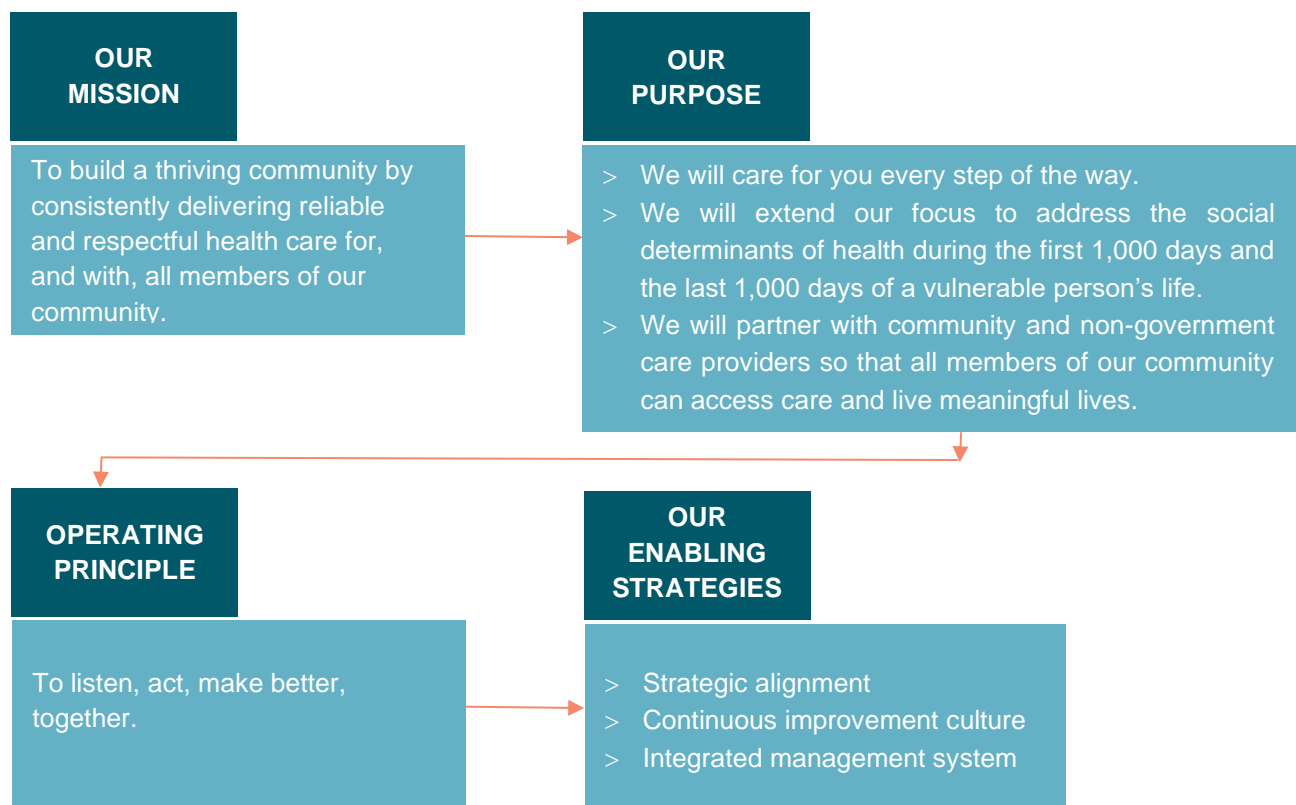 OUR
MISSION
To build a thriving community by
consistently delivering reliable
and respectful health care for,
and with, all members of our
community.
OUR
PURPOSE
> We will care for you every step of the way.
> We will extend our focus to address the social
determinants of health during the first 1,000 days and
the last 1,000 days of a vulnerable person's life.
> We will partner with community and non-government
care providers so that all members of our community
can access care and live meaningful lives.
OPERATING
PRINCIPLE
To listen, act, make better,
together.
OUR
ENABLING
STRATEGIES
> Strategic alignment
> Continuous improvement culture
> Integrated management system